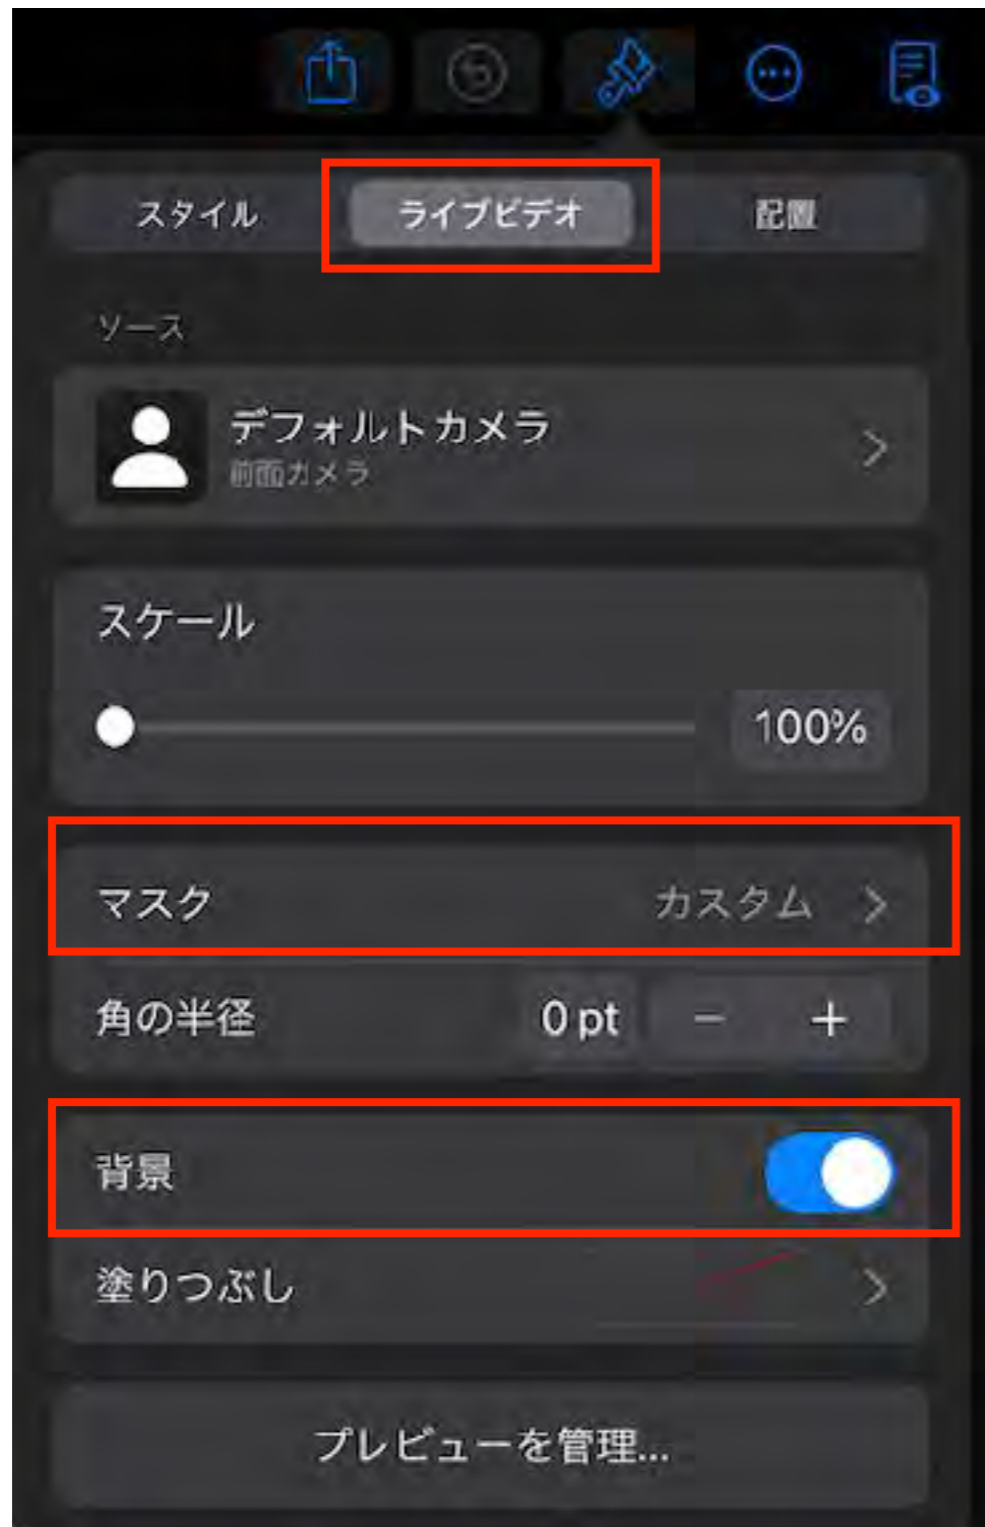 スタイル ライブビデオ 配置
ソース
デフォルトカメラ
前面カメラ
スケール
100%
マスク カスタム
角の半径 0 pt − +
背景
塗りつぶし
プレビューを管理...